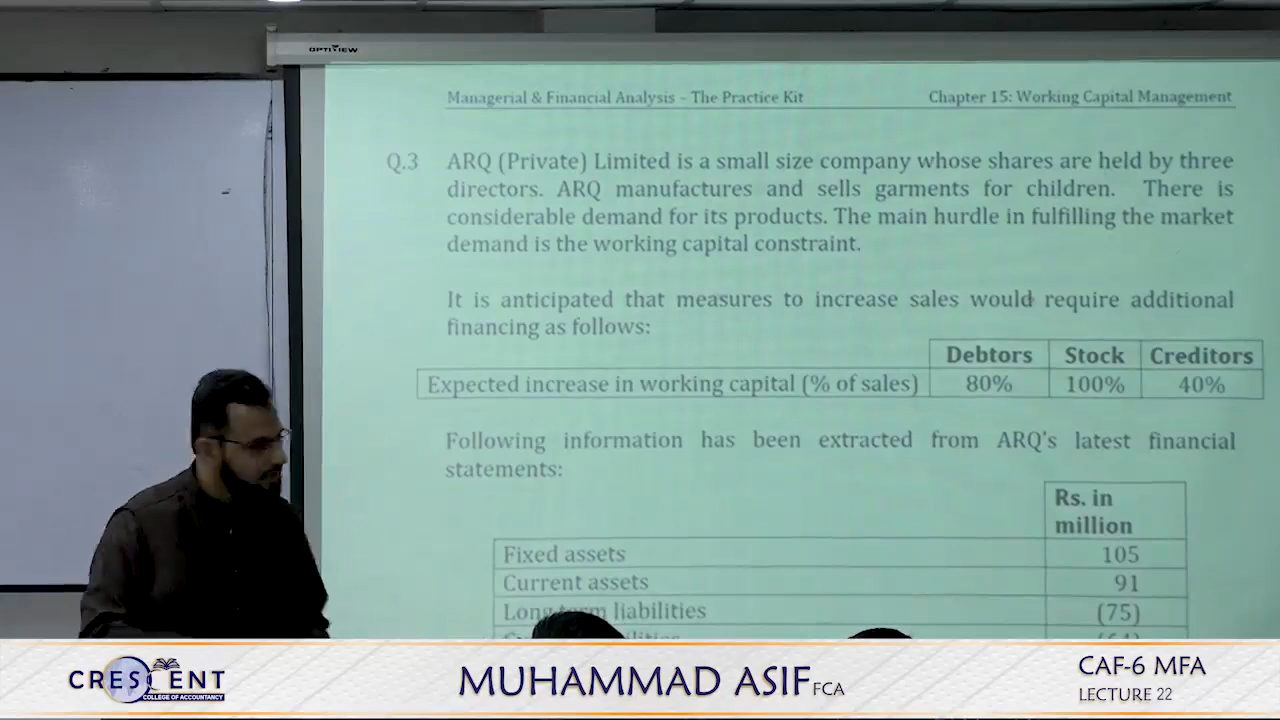 OPTIVIEW
Managerial & Financial Analysis – The Practice Kit Chapter 15: Working Capital Management
Q.3 ARQ (Private) Limited is a small size company whose shares are held by three
directors. ARQ manufactures and sells garments for children. There is
considerable demand for its products. The main hurdle in fulfilling the market
demand is the working capital constraint.
It is anticipated that measures to increase sales would require additional
financing as follows:
Debtors Stock Creditors
Expected increase in working capital (% of sales) 80% 100% 40%
Following information has been extracted from ARQ's latest financial
statements:
Rs. in
million
Fixed assets 105
Current assets 91
liabilities (75)
CRESCENT
COLLEGE OF ACCOUNTANCY
MUHAMMAD ASIF FCA
CAF-6 MFA
LECTURE 22